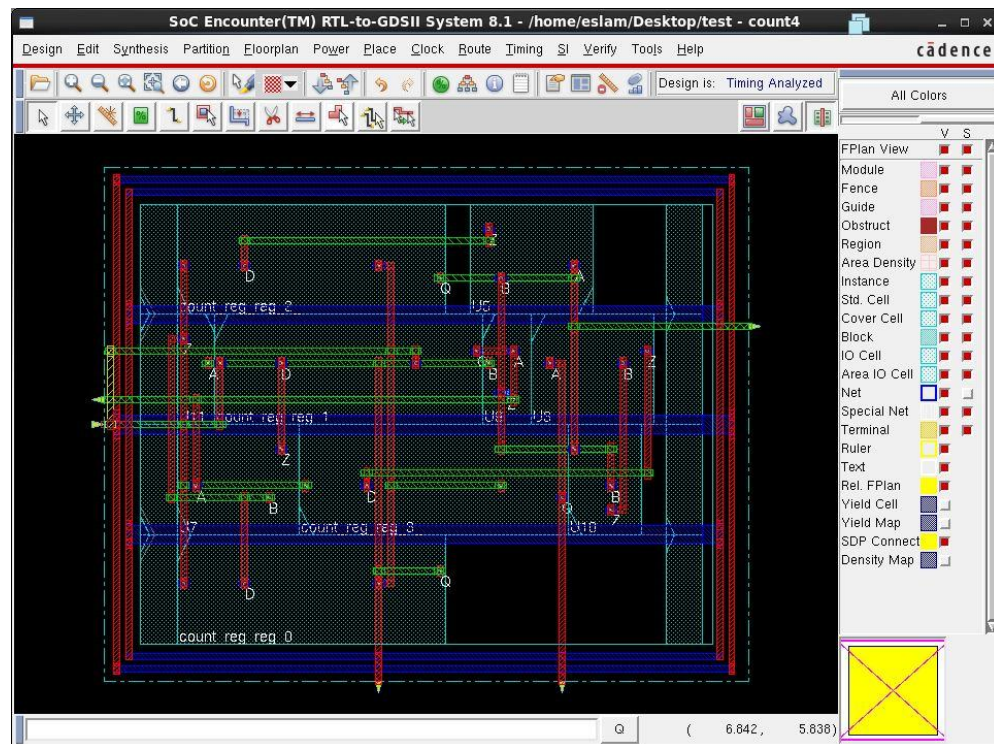 SoC Encounter(TM) RTL-to-GDSII System 8.1 - /home/eslam/Desktop/test - count4
Design Edit Synthesis Partition Floorplan Power Place Clock Route Timing SI Verify Tools Help cādence
Design is: Timing Analyzed
All Colors
V S
FPlan View
Module
Fence
Guide
Obstruct
Region
Area Density
Instance
Std. Cell
Cover Cell
Block
IO Cell
Area IO Cell
Net
Special Net
Terminal
Ruler
Text
Rel. FPlan
Yield Cell
Yield Map
SDP Connect
Density Map
Z
D
Q B A
count_reg_reg_2 U5
A D B A A B Z
count_reg_reg_1
Z
A B C B
Q
count_reg_reg_3 U10
D Q
count_reg_reg_0
Q ( 6.842, 5.838)